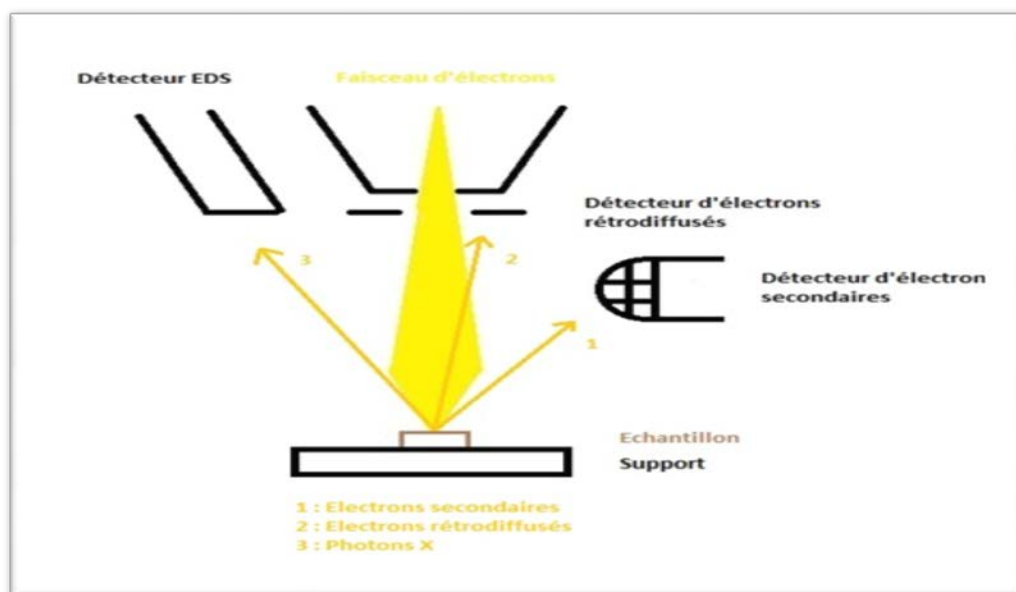 Détecteur EDS
Faisceau d'électrons
Détecteur d'électrons
rétrodiffusés
3
2
Détecteur d'électron
secondaires
1
Echantillon
Support
1 : Electrons secondaires
2 : Electrons rétrodiffusés
3 : Photons X